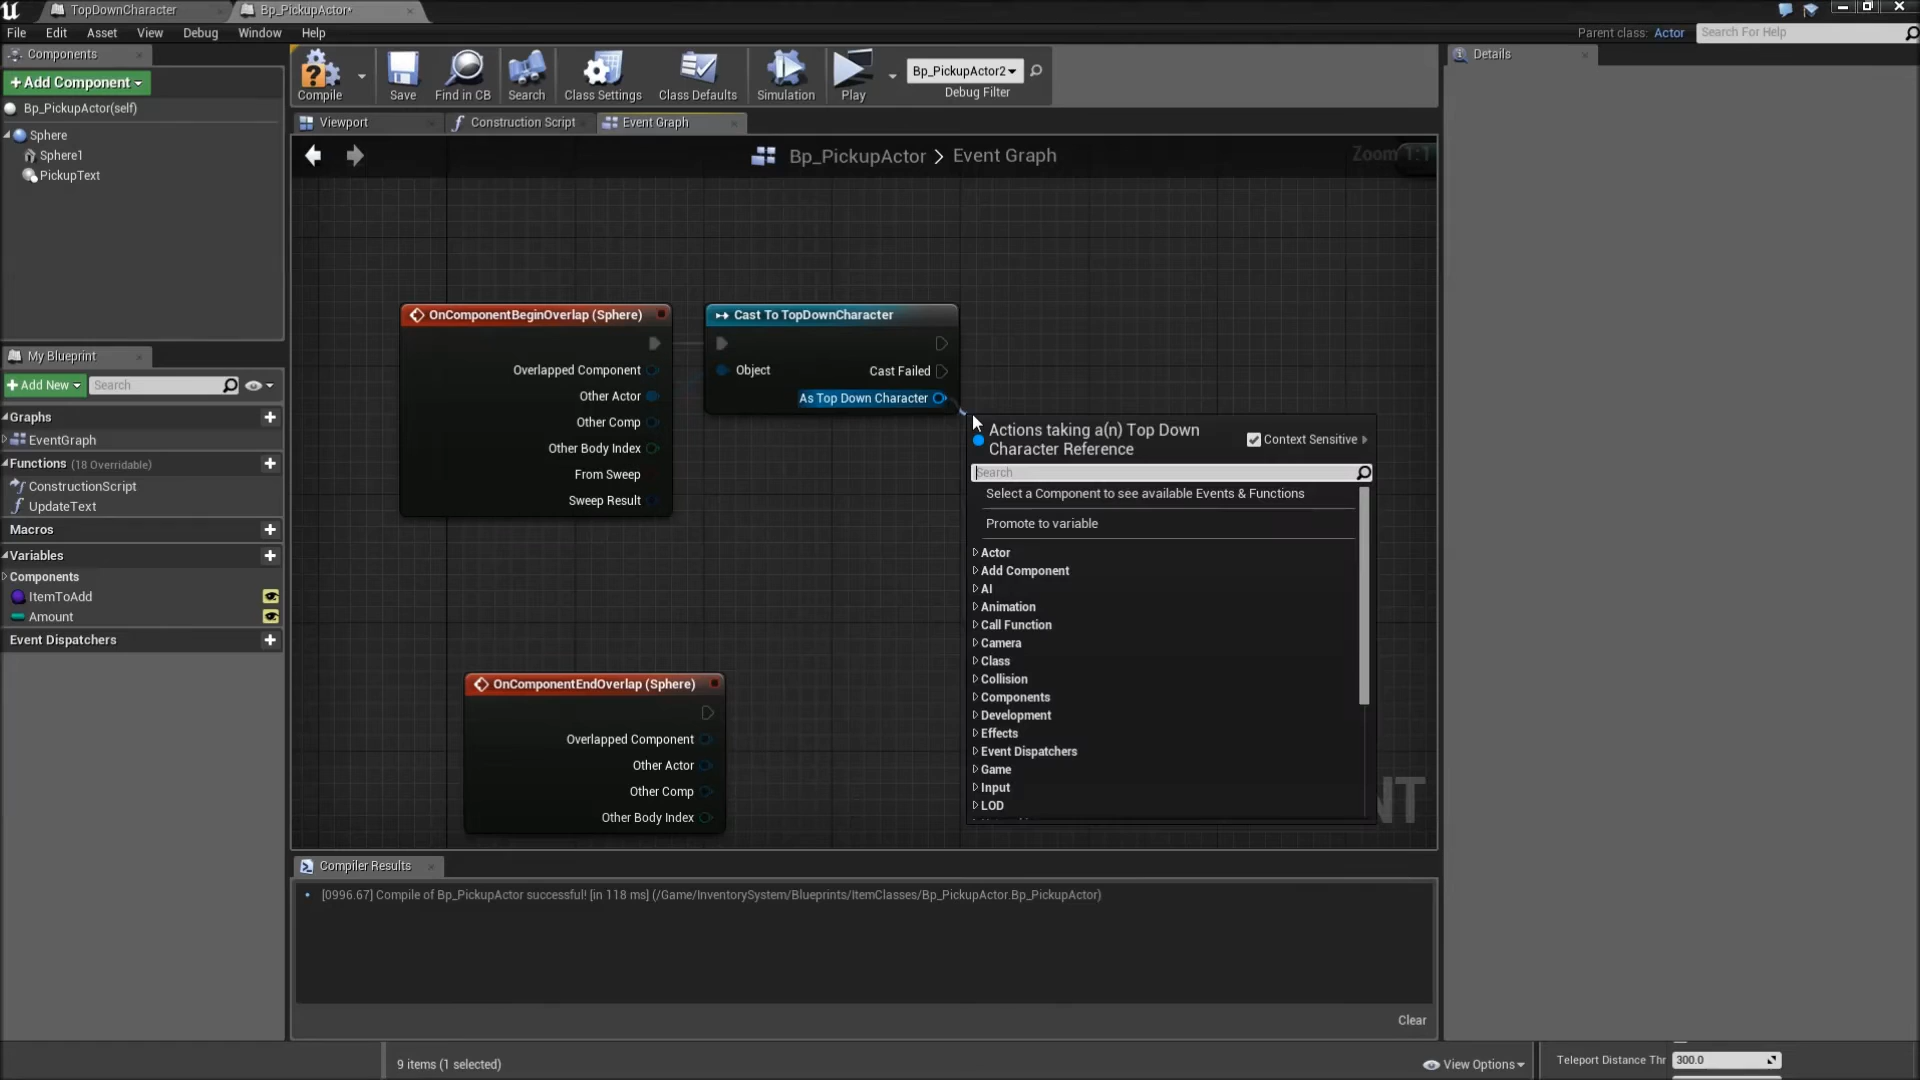 TopDownCharacter
Bp_PickupActor*
File Edit Asset View Debug Window Help
Parent class: Actor
Search For Help
Components
+Add Component
Bp_PickupActor(self)
Sphere
Sphere1
PickupText
Compile
Save
Find in CB
Search
Class Settings
Class Defaults
Simulation
Play
Bp_PickupActor2
Debug Filter
Details
Viewport
Construction Script
Event Graph
Bp_PickupActor > Event Graph
Zoom 1:1
My Blueprint
+Add New
Search
Graphs
EventGraph
Functions (18 Overridable)
ConstructionScript
UpdateText
Macros
Variables
Components
ItemToAdd
Amount
Event Dispatchers
OnComponentBeginOverlap (Sphere)
Overlapped Component
Other Actor
Other Comp
Other Body Index
From Sweep
Sweep Result
Cast To TopDownCharacter
Object
Cast Failed
As Top Down Character
OnComponentEndOverlap (Sphere)
Overlapped Component
Other Actor
Other Comp
Other Body Index
Actions taking a(n) Top Down
Character Reference
Context Sensitive
Search
Select a Component to see available Events & Functions
Promote to variable
Actor
Add Component
AI
Animation
Call Function
Camera
Class
Collision
Components
Development
Effects
Event Dispatchers
Game
Input
LOD
NT
Compiler Results
[0996.67] Compile of Bp_PickupActor successful! [in 118 ms] (/Game/InventorySystem/Blueprints/ItemClasses/Bp_PickupActor.Bp_PickupActor)
Clear
9 items (1 selected)
View Options
Teleport Distance Thr 300.0